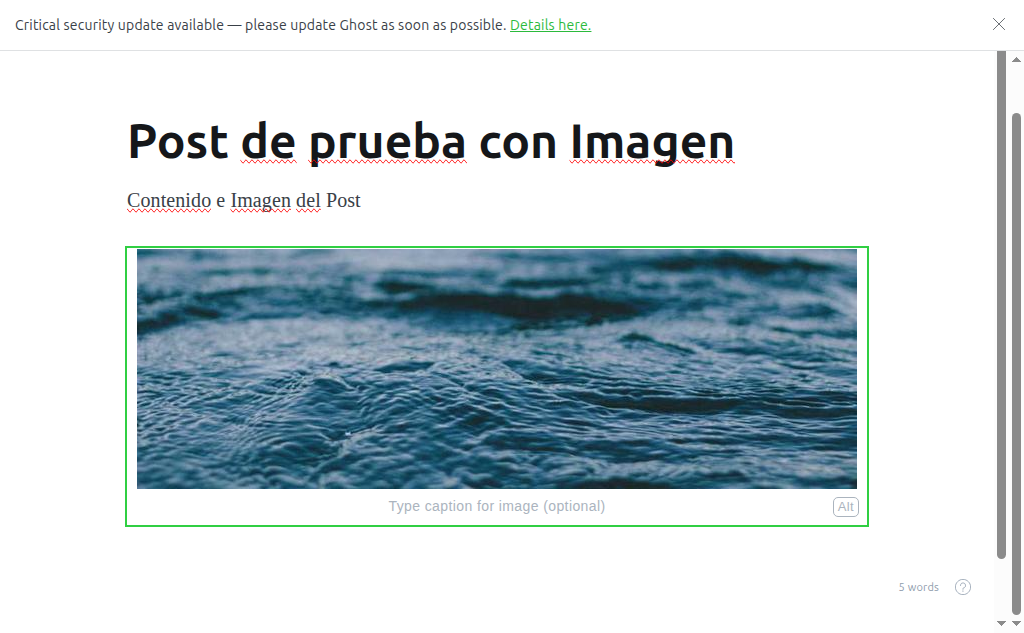 Critical security update available — please update Ghost as soon as possible. Details here.
Post de prueba con Imagen
Contenido e Imagen del Post
Type caption for image (optional)
Alt
5 words
?